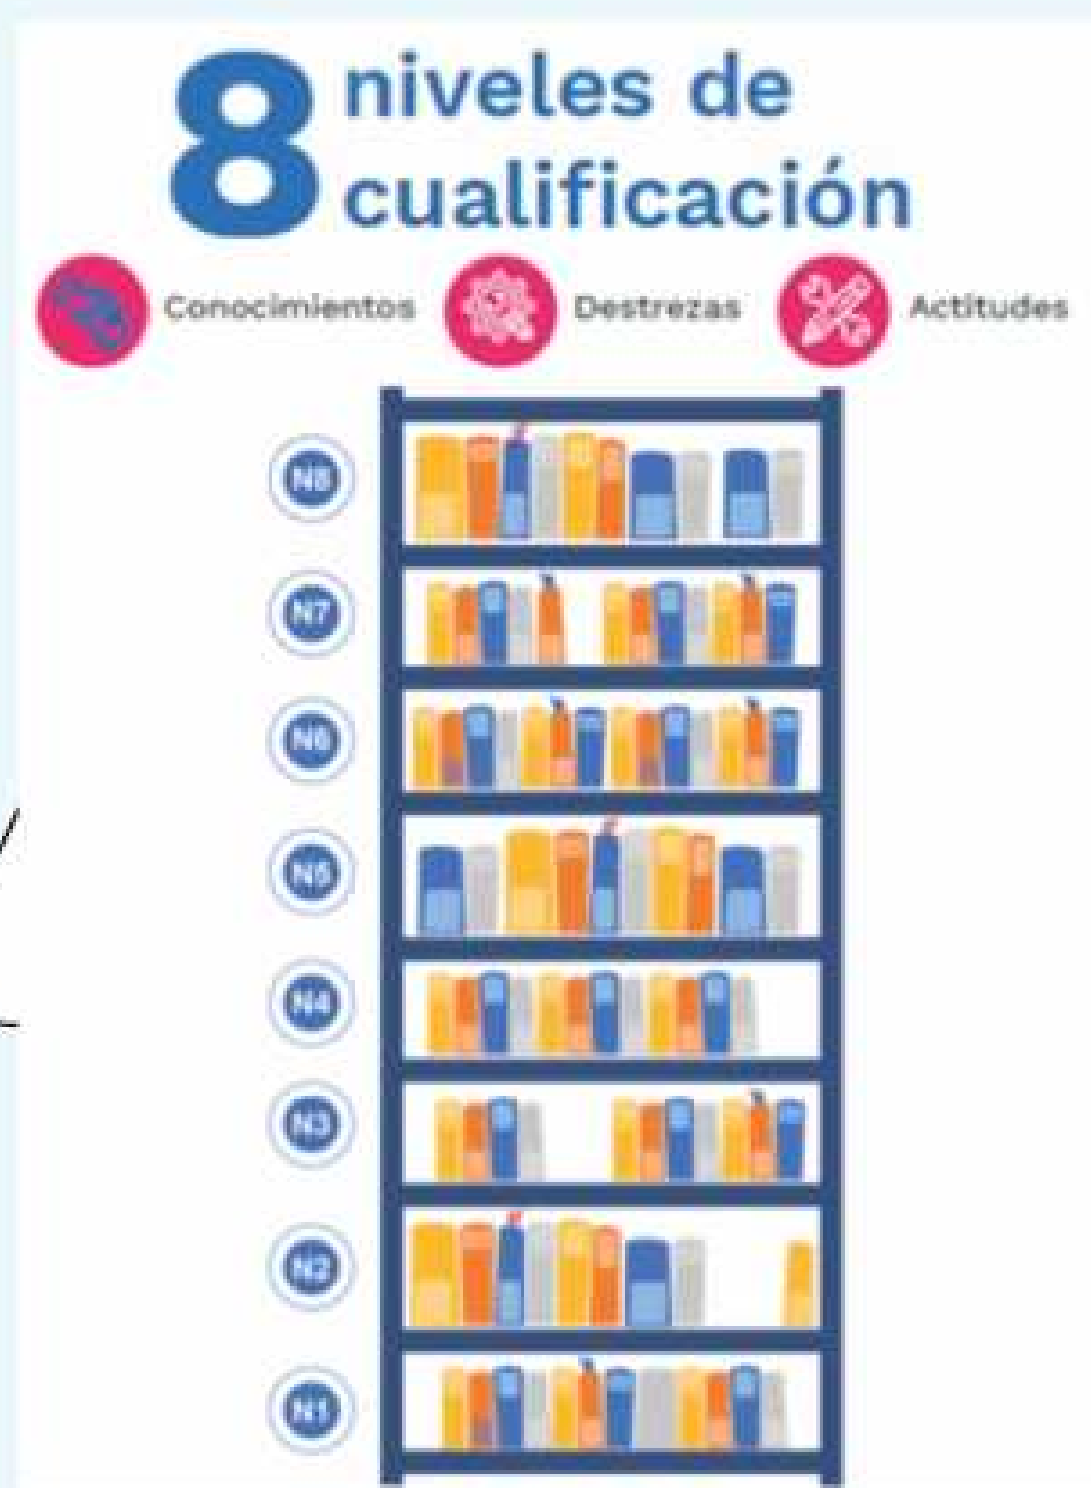 8 niveles de
cualificación
Conocimientos Destrezas Actitudes
N8
N7
N6
N5
N4
N3
N2
N1